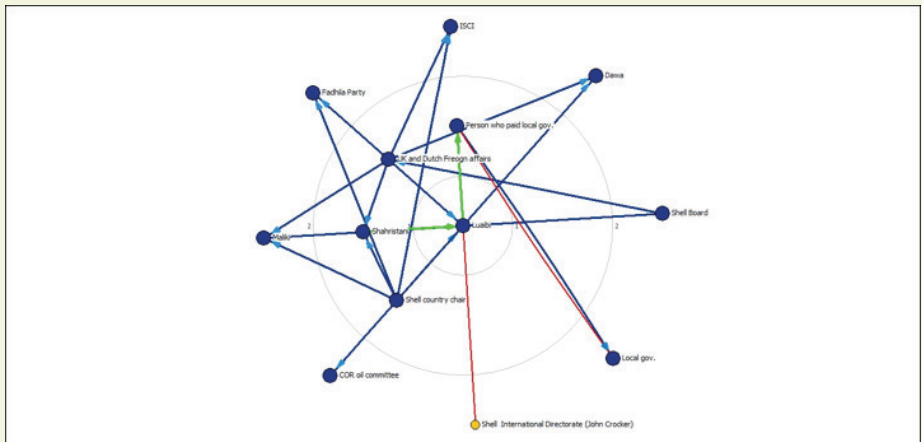 ISCI
Dawa
Fadhila Party
Person who paid local gov.
UK and Dutch Freogn affairs
Shell Board
2
Maliki
Shahristani
1
Luaibi
1
2
Shell country chair
Local gov.
COR oil committee
Shell International Directorate (John Crocker)